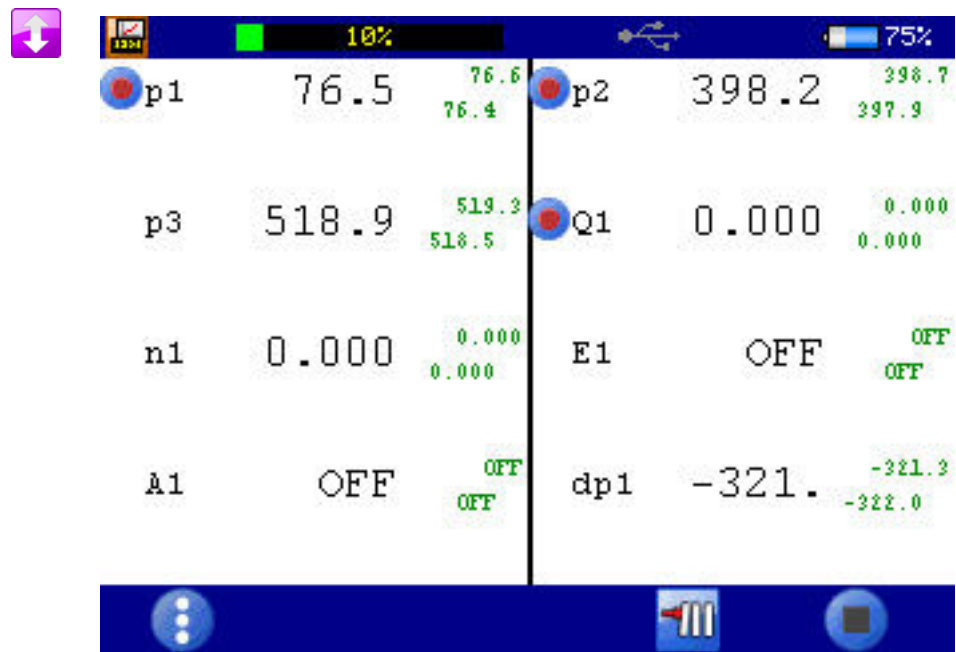 10% 75%
p1 76.5 76.6 76.4 p2 398.2 398.7 397.9
p3 518.9 519.3 518.5 Q1 0.000 0.000 0.000
n1 0.000 0.000 0.000 E1 OFF OFF OFF
A1 OFF OFF OFF dp1 -321. -321.3 -322.0